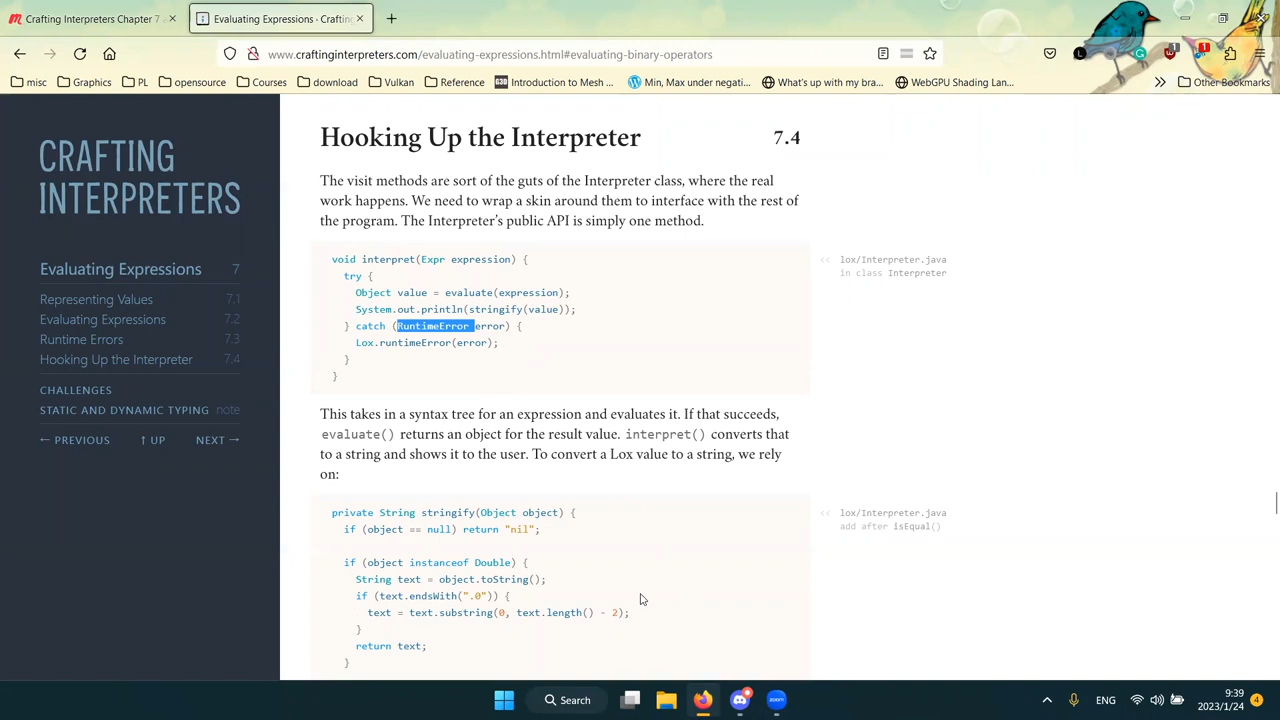 Crafting Interpreters Chapter 7
Evaluating Expressions · Crafting
www.craftinginterpreters.com/evaluating-expressions.html#evaluating-binary-operators
misc
Graphics
PL
opensource
Courses
download
Vulkan
Reference
Introduction to Mesh ...
Min, Max under negati...
What's up with my bra...
WebGPU Shading Lan...
Other Bookmarks
CRAFTING
INTERPRETERS
Evaluating Expressions 7
Representing Values 7.1
Evaluating Expressions 7.2
Runtime Errors 7.3
Hooking Up the Interpreter 7.4
CHALLENGES
STATIC AND DYNAMIC TYPING note
← PREVIOUS ↑ UP NEXT →
Hooking Up the Interpreter 7.4
The visit methods are sort of the guts of the Interpreter class, where the real
work happens. We need to wrap a skin around them to interface with the rest of
the program. The Interpreter’s public API is simply one method.
void interpret(Expr expression) {
try {
Object value = evaluate(expression);
System.out.println(stringify(value));
} catch (RuntimeError error) {
Lox.runtimeError(error);
}
}
<< lox/Interpreter.java
in class Interpreter
This takes in a syntax tree for an expression and evaluates it. If that succeeds,
evaluate() returns an object for the result value. interpret() converts that
to a string and shows it to the user. To convert a Lox value to a string, we rely
on:
private String stringify(Object object) {
if (object == null) return "nil";
if (object instanceof Double) {
String text = object.toString();
if (text.endsWith(".0")) {
text = text.substring(0, text.length() - 2);
}
return text;
}
<< lox/Interpreter.java
add after isEqual()
Search
ENG
9:39
2023/1/24
4